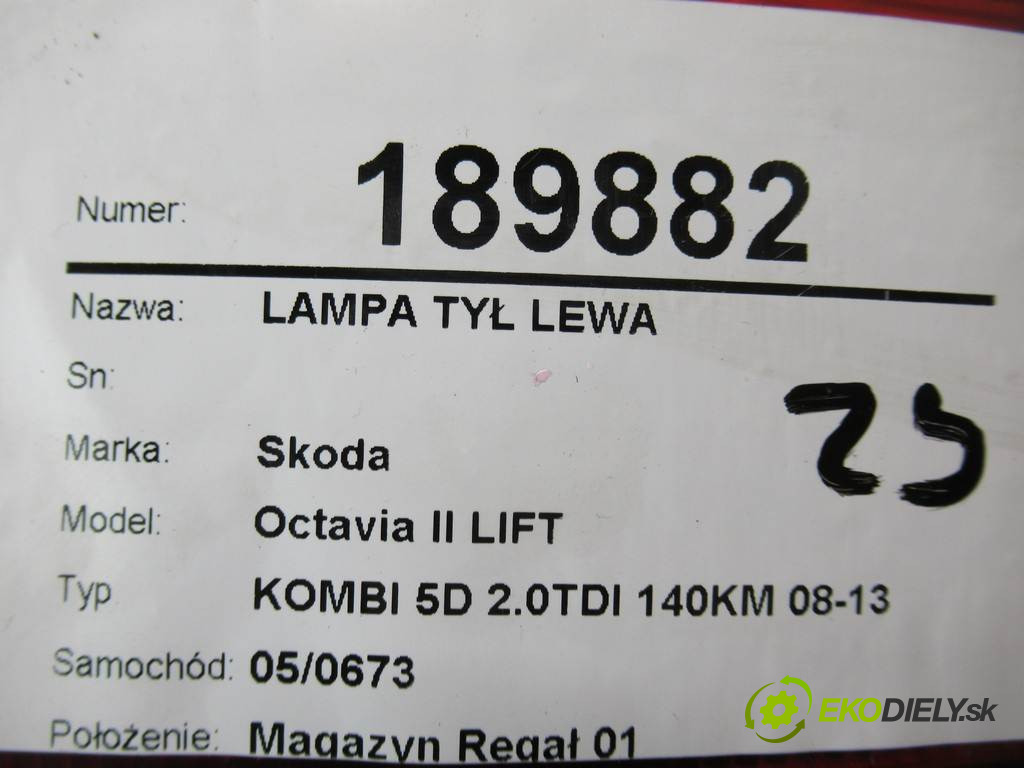 Numer: 189882
Nazwa: LAMPA TYŁ LEWA
Sn:
Marka: Skoda
25
Model: Octavia II LIFT
Typ KOMBI 5D 2.0TDI 140KM 08-13
Samochód: 05/0673
Położenie: Magazyn Regał 01
EKODIELY.sk